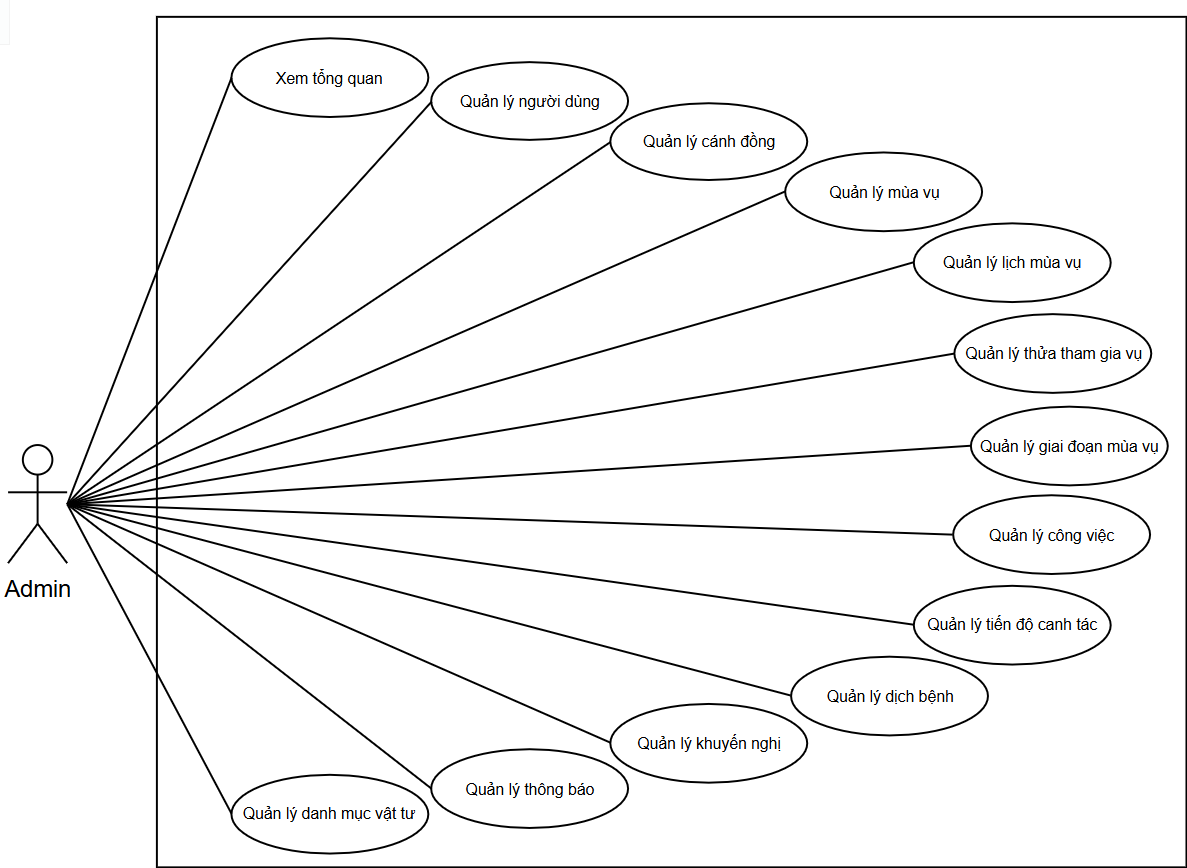 Xem tổng quan
Quản lý người dùng
Quản lý cánh đồng
Quản lý mùa vụ
Quản lý lịch mùa vụ
Quản lý thửa tham gia vụ
Quản lý giai đoạn mùa vụ
Quản lý công việc
Admin
Quản lý tiến độ canh tác
Quản lý dịch bệnh
Quản lý khuyến nghị
Quản lý thông báo
Quản lý danh mục vật tư